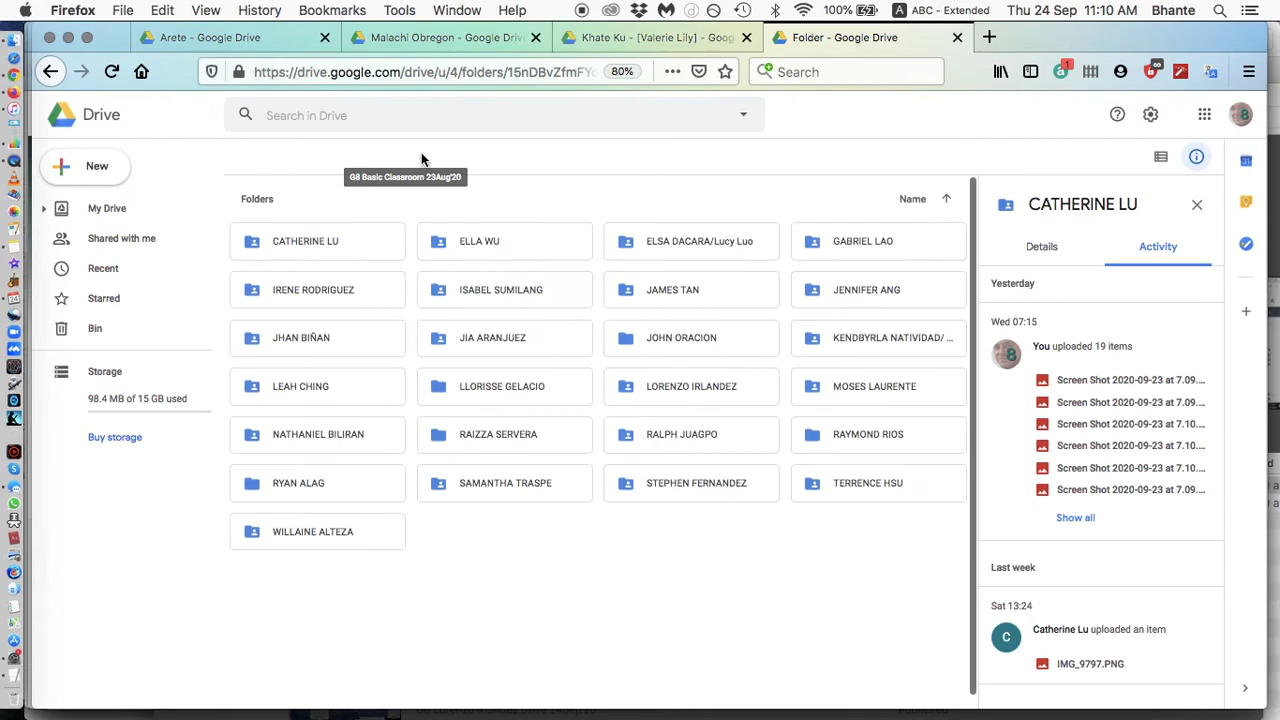 Firefox File Edit View History Bookmarks Tools Window Help 100% A ABC - Extended Thu 24 Sep 11:10 AM Bhante
Arete - Google Drive
Malachi Obregon - Google Driv
Khate Ku - [Valerie Lily] - Goog
Folder - Google Drive
https://drive.google.com/drive/u/4/folders/15nDBvZfmFYc
80%
Search
Drive
Search in Drive
New
G8 Basic Classroom 23Aug'20
My Drive
Shared with me
Recent
Starred
Bin
Storage
98.4 MB of 15 GB used
Buy storage
Folders
Name
CATHERINE LU
ELLA WU
ELSA DACARA/Lucy Luo
GABRIEL LAO
IRENE RODRIGUEZ
ISABEL SUMILANG
JAMES TAN
JENNIFER ANG
JHAN BIÑAN
JIA ARANJUEZ
JOHN ORACION
KENDBYRLA NATIVIDAD/ ...
LEAH CHING
LLORISSE GELACIO
LORENZO IRLANDEZ
MOSES LAURENTE
NATHANIEL BILIRAN
RAIZZA SERVERA
RALPH JUAGPO
RAYMOND RIOS
RYAN ALAG
SAMANTHA TRASPE
STEPHEN FERNANDEZ
TERRENCE HSU
WILLAINE ALTEZA
CATHERINE LU
Details
Activity
Yesterday
Wed 07:15
You uploaded 19 items
Screen Shot 2020-09-23 at 7.09....
Screen Shot 2020-09-23 at 7.09....
Screen Shot 2020-09-23 at 7.10....
Screen Shot 2020-09-23 at 7.10....
Screen Shot 2020-09-23 at 7.10....
Screen Shot 2020-09-23 at 7.09....
Show all
Last week
Sat 13:24
C
Catherine Lu uploaded an item
IMG_9797.PNG